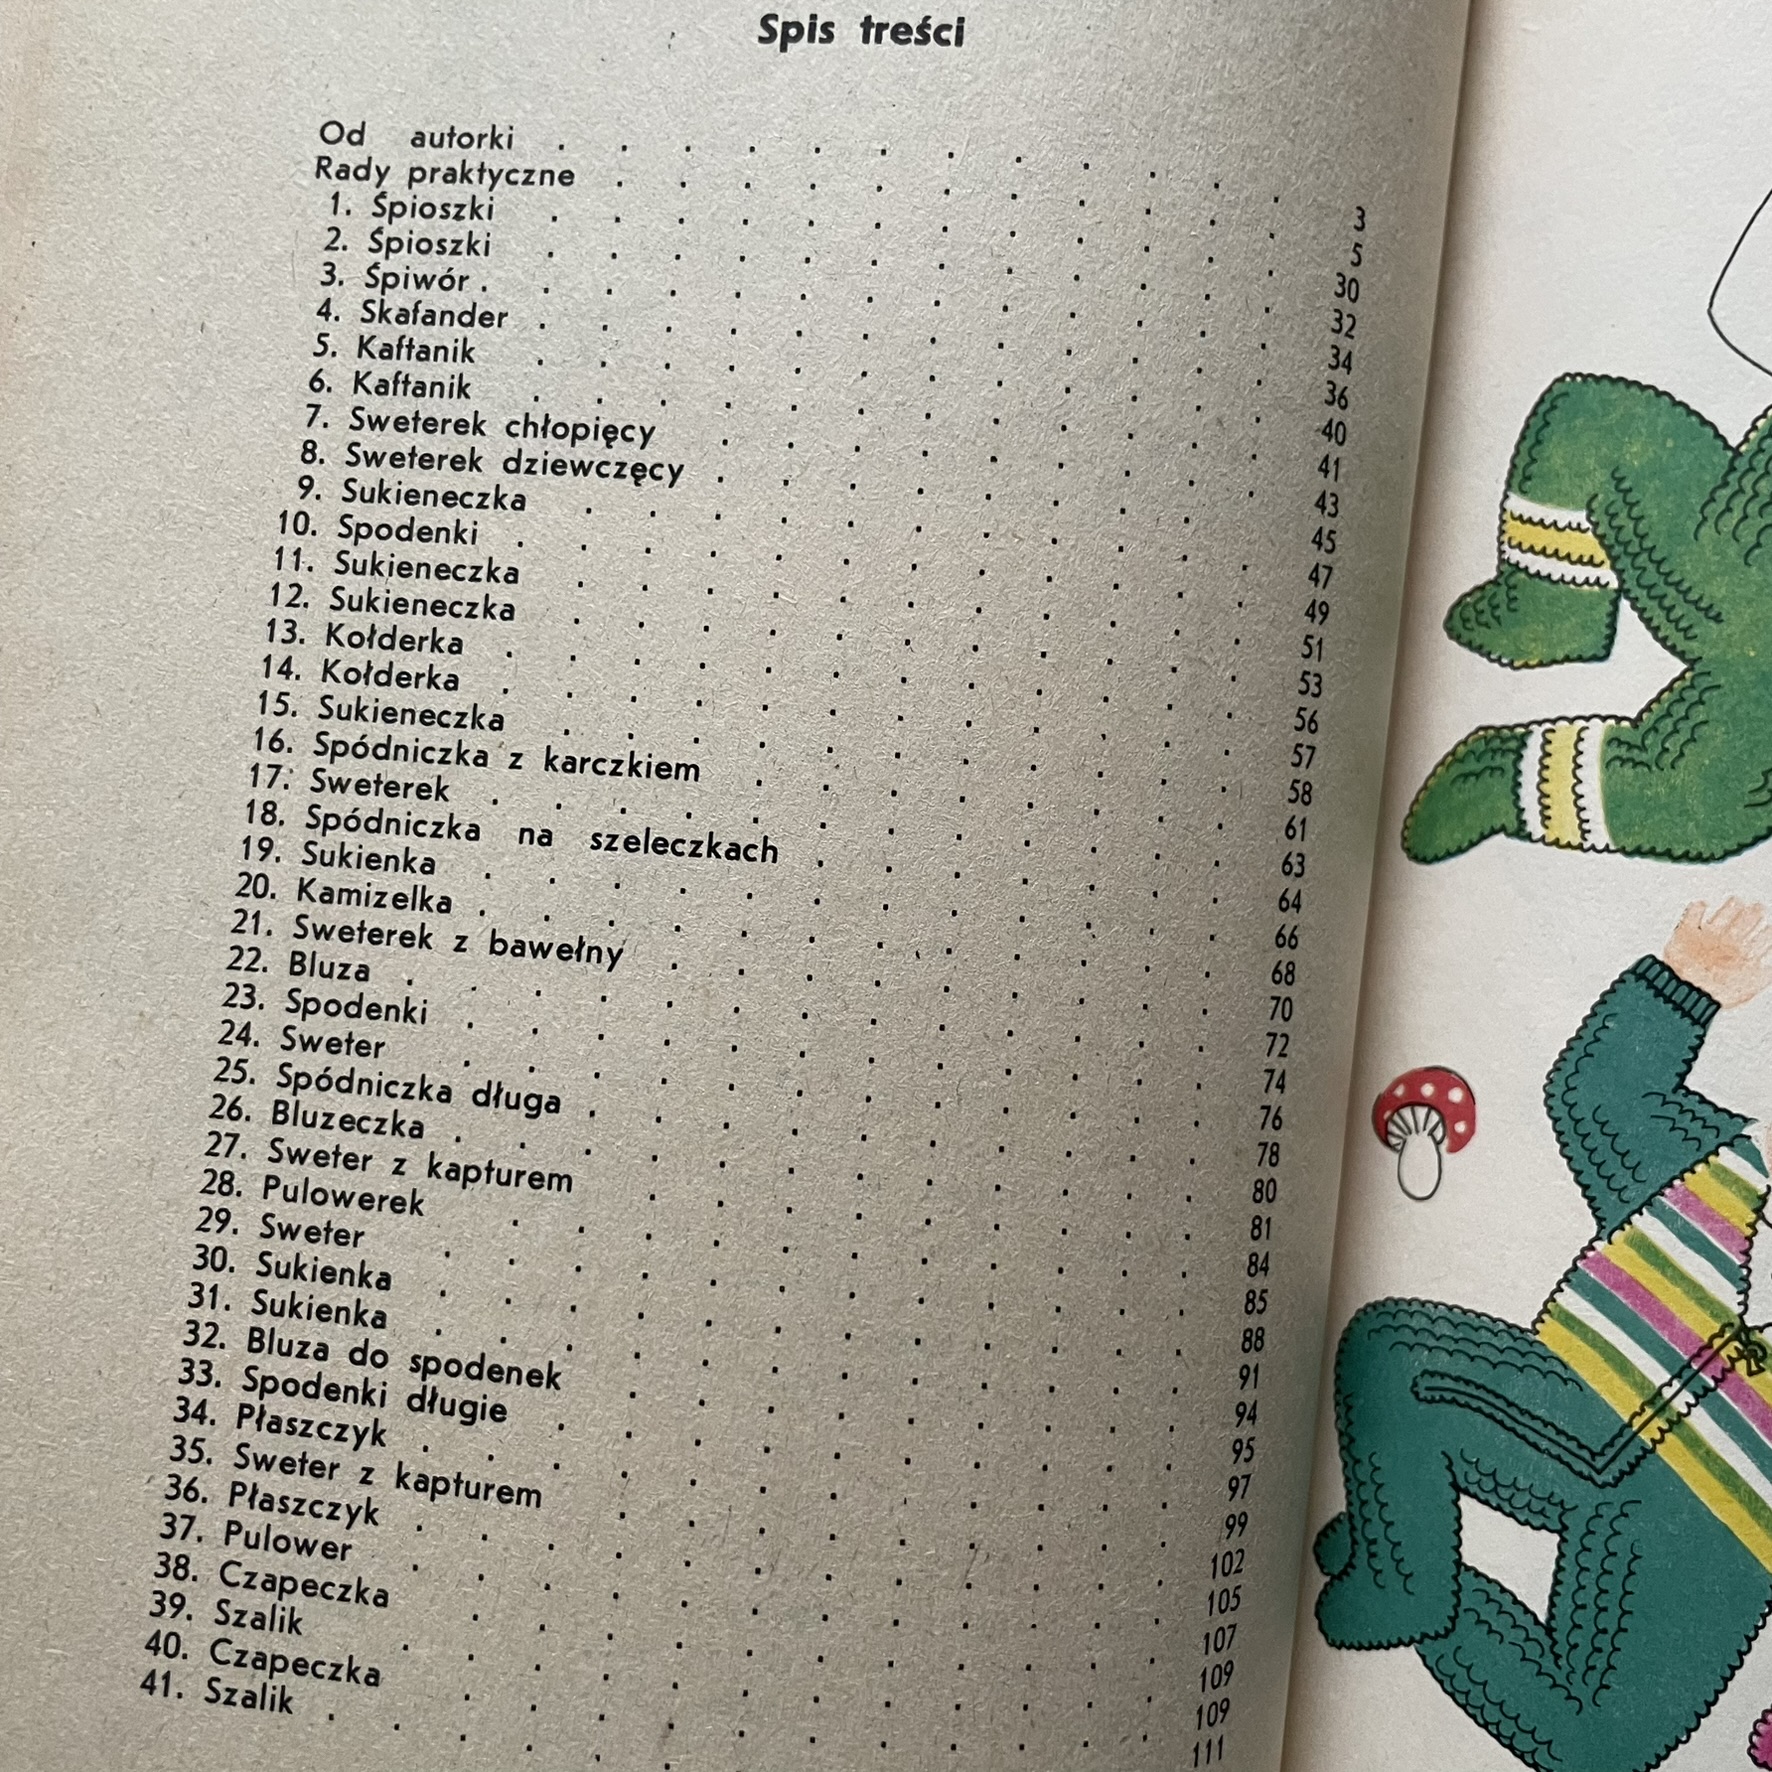 Spis treści
Od autorki . . . . . . . . . . . . 3
Rady praktyczne . . . . . . . . . . . 5
1. Śpioszki . . . . . . . . . . . . 30
2. Śpioszki . . . . . . . . . . . . 32
3. Śpiwór . . . . . . . . . . . . 34
4. Skafander . . . . . . . . . . . . 36
5. Kaftanik . . . . . . . . . . . . 40
6. Kaftanik . . . . . . . . . . . . 41
7. Sweterek chłopięcy . . . . . . . . . 43
8. Sweterek dziewczęcy . . . . . . . . . 45
9. Sukieneczka . . . . . . . . . . . 47
10. Spodenki . . . . . . . . . . . . 49
11. Sukieneczka . . . . . . . . . . . 51
12. Sukieneczka . . . . . . . . . . . 53
13. Kołderka . . . . . . . . . . . . 56
14. Kołderka . . . . . . . . . . . . 57
15. Sukieneczka . . . . . . . . . . . 58
16. Spódniczka z karczkiem . . . . . . . . 61
17. Sweterek . . . . . . . . . . . . 63
18. Spódniczka na szeleczkach . . . . . . . 64
19. Sukienka . . . . . . . . . . . . 66
20. Kamizelka . . . . . . . . . . . . 68
21. Sweterek z bawełny . . . . . . . . . 70
22. Bluza . . . . . . . . . . . . . 72
23. Spodenki . . . . . . . . . . . . 74
24. Sweter . . . . . . . . . . . . 76
25. Spódniczka długa . . . . . . . . . . 78
26. Bluzeczka . . . . . . . . . . . . 80
27. Sweter z kapturem . . . . . . . . . 81
28. Pulowerek . . . . . . . . . . . 84
29. Sweter . . . . . . . . . . . . 85
30. Sukienka . . . . . . . . . . . . 88
31. Sukienka . . . . . . . . . . . . 91
32. Bluza do spodenek . . . . . . . . . 94
33. Spodenki długie . . . . . . . . . . 95
34. Płaszczyk . . . . . . . . . . . . 97
35. Sweter z kapturem . . . . . . . . . 99
36. Płaszczyk . . . . . . . . . . . . 102
37. Pulower . . . . . . . . . . . . 105
38. Czapeczka . . . . . . . . . . . 107
39. Szalik . . . . . . . . . . . . 109
40. Czapeczka . . . . . . . . . . . 109
41. Szalik . . . . . . . . . . . . . 111